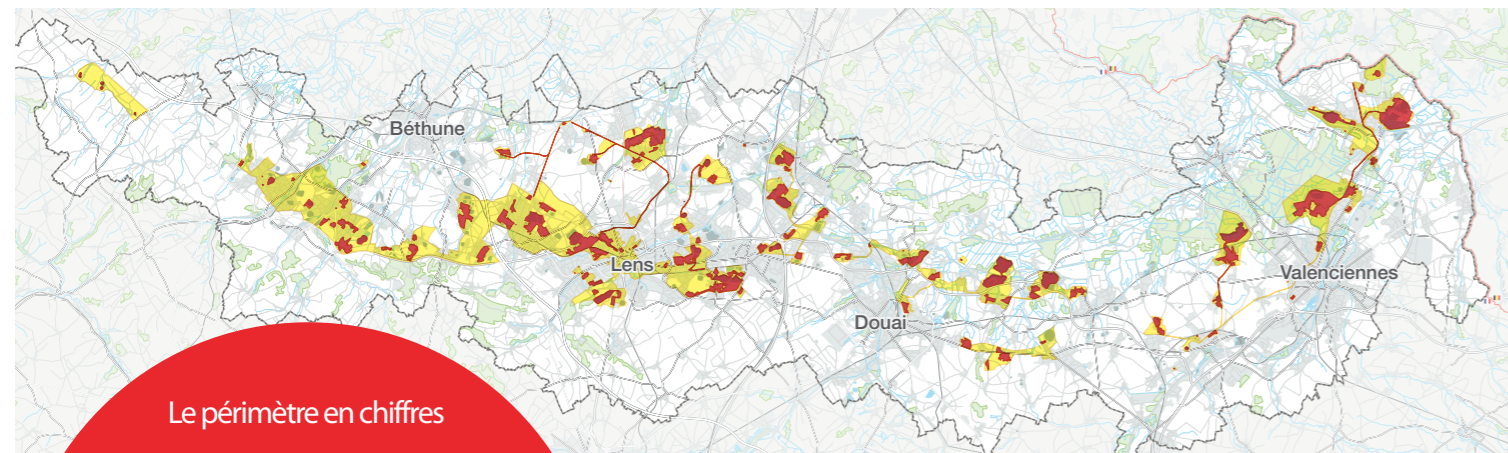 Béthune
Lens
Douai
Valenciennes
Le périmètre en chiffres